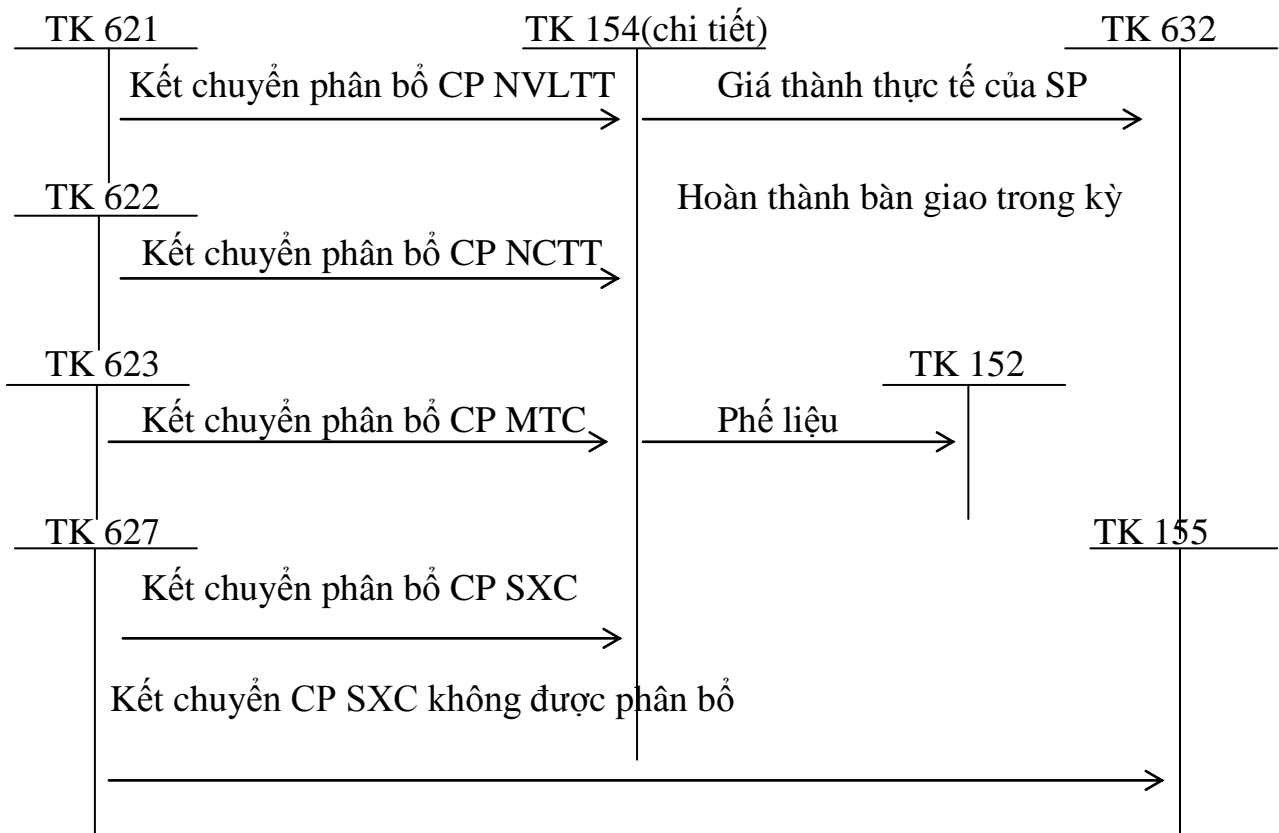 TK 621 TK 154(chi tiết) TK 632
Kết chuyển phân bổ CP NVLTT Giá thành thực tế của SP
TK 622 Hoàn thành bàn giao trong kỳ
Kết chuyển phân bổ CP NCTT
TK 623 TK 152
Kết chuyển phân bổ CP MTC Phế liệu
TK 627 TK 155
Kết chuyển phân bổ CP SXC
Kết chuyển CP SXC không được phân bổ